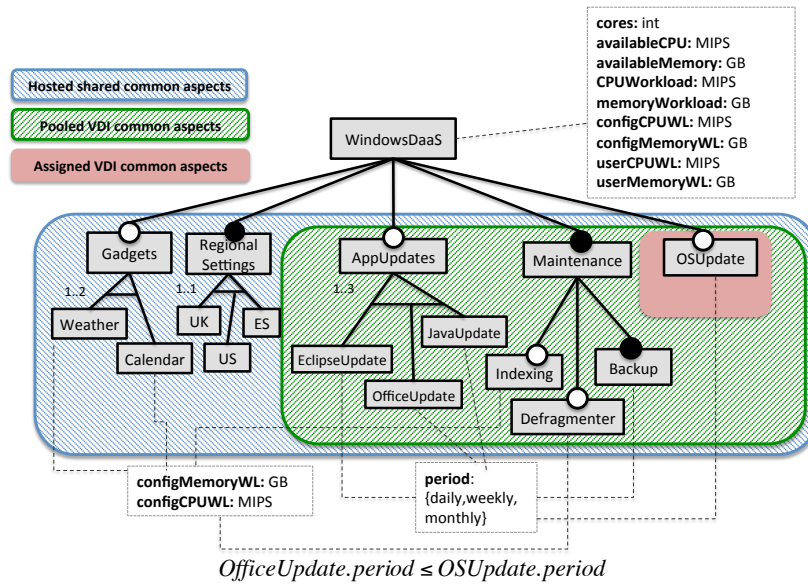 cores: int
availableCPU: MIPS
availableMemory: GB
CPUWorkload: MIPS
memoryWorkload: GB
configCPUWL: MIPS
configMemoryWL: GB
userCPUWL: MIPS
userMemoryWL: GB
Hosted shared common aspects
Pooled VDI common aspects
Assigned VDI common aspects
WindowsDaaS
Gadgets
Regional
Settings
AppUpdates
Maintenance
OSUpdate
1..2
1..1
1..3
Weather
Calendar
UK
US
ES
EclipseUpdate
OfficeUpdate
JavaUpdate
Indexing
Defragmenter
Backup
configMemoryWL: GB
configCPUWL: MIPS
period:
{daily,weekly,
monthly}
OfficeUpdate.period ≤ OSUpdate.period